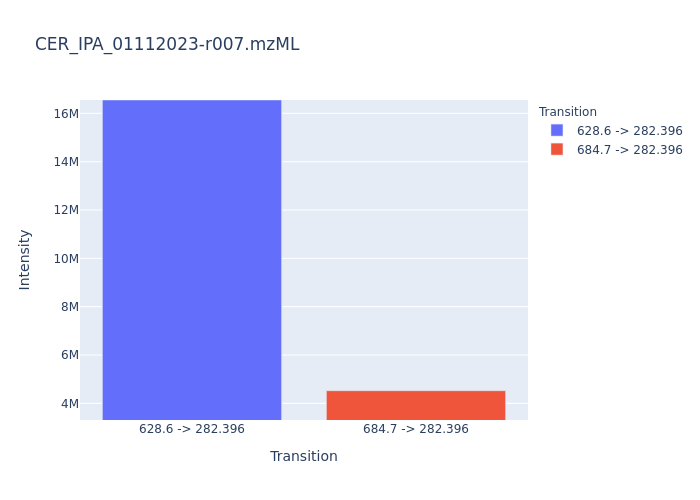 CER_IPA_01112023-r007.mzML
Transition
628.6 -> 282.396
684.7 -> 282.396
16M
14M
12M
10M
8M
6M
4M
Intensity
628.6 -> 282.396
684.7 -> 282.396
Transition